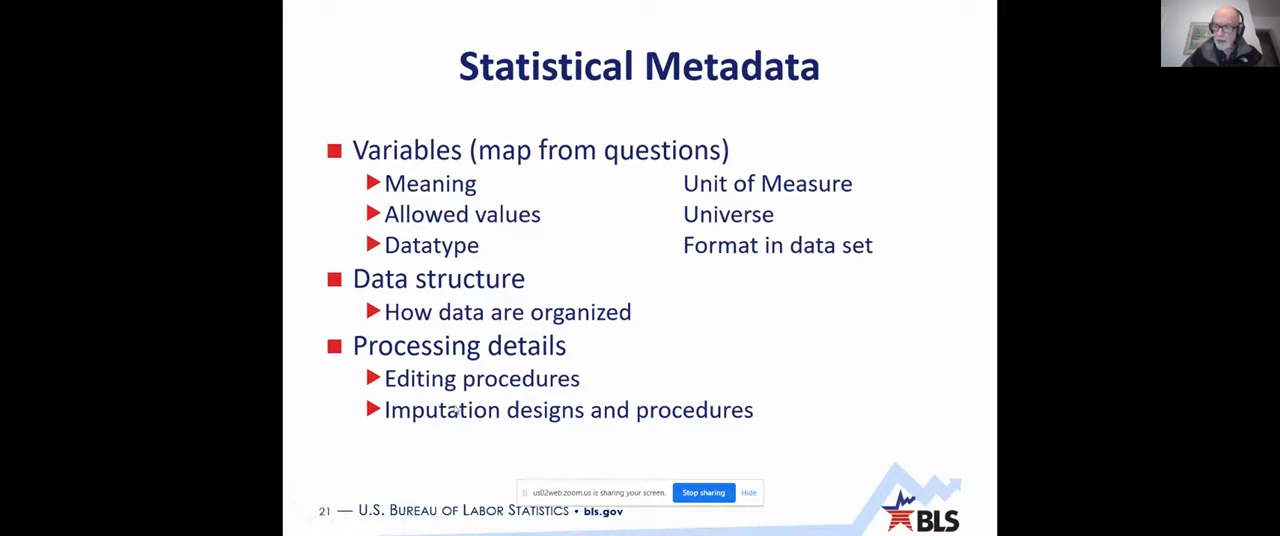 Statistical Metadata
Variables (map from questions)
Meaning Unit of Measure
Allowed values Universe
Datatype Format in data set
Data structure
How data are organized
Processing details
Editing procedures
Imputation designs and procedures
us02web.zoom.us is sharing your screen. Stop sharing Hide
21 — U.S. BUREAU OF LABOR STATISTICS • bls.gov
BLS